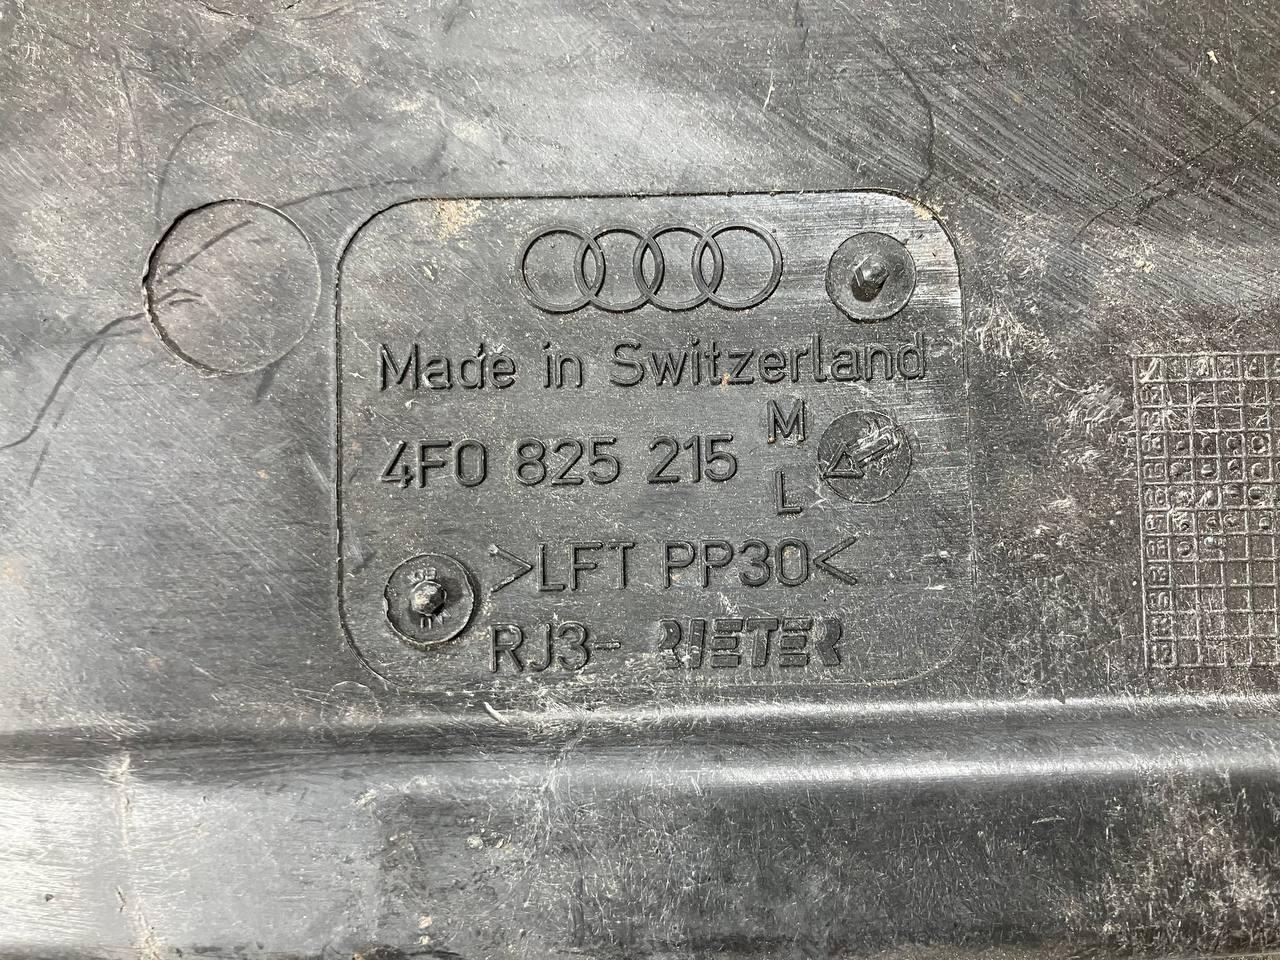 Made in Switzerland
4F0 825 215 M
L
>LFT PP30<
RJ3- RIETER